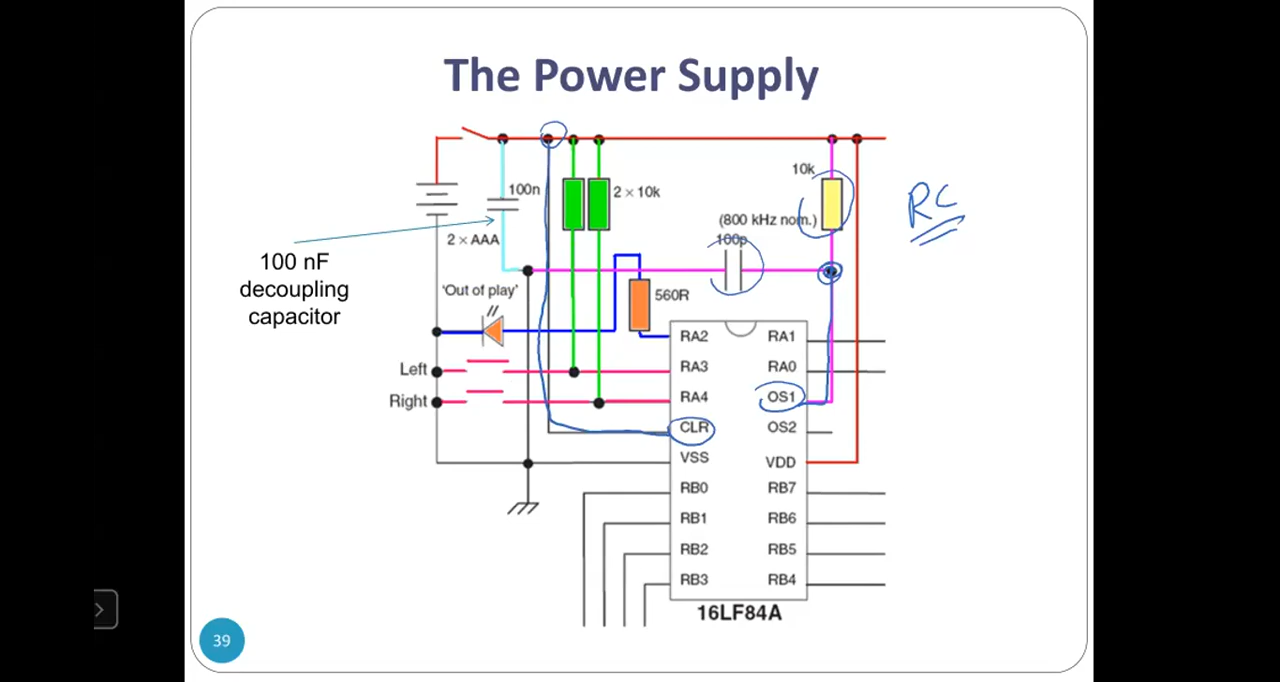 The Power Supply
10k
100n
2 × 10k
RC
(800 kHz nom.)
100p
2 × AAA
100 nF
decoupling
capacitor
'Out of play'
560R
RA2
RA1
Left
RA3
RA0
Right
RA4
OS1
CLR
OS2
VSS
VDD
RB0
RB7
RB1
RB6
RB2
RB5
RB3
RB4
16LF84A
39